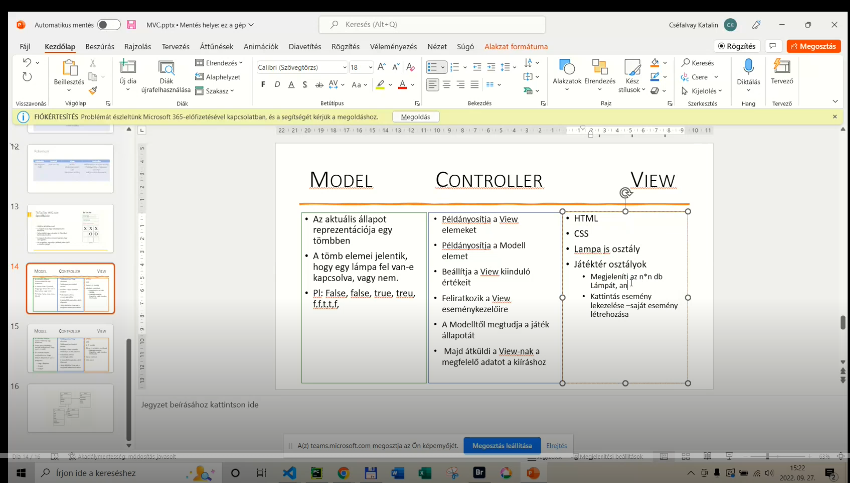 Automatikus mentés
MVC.pptx • Mentés helye: ez a gép
Keresés (Alt+Q)
Csétalvay Katalin
CK
Fájl Kezdőlap Beszúrás Rajzolás Tervezés Áttűnések Animációk Diavetítés Rögzítés Véleményezés Nézet Súgó Alakzat formátuma
Rögzítés
Megosztás
Beillesztés
Új dia
Diák újrafelhasználása
Elrendezés
Alaphelyzet
Szakasz
Calibri (Szövegtörzs)
18
Alakzatok
Elrendezés
Kész stílusok
Keresés
Csere
Kijelölés
Diktálás
Tervező
Visszavonás
Vágólap
Diák
Betűtípus
Bekezdés
Rajz
Szerkesztés
Hang
Tervező
FIÓKÉRTESÍTÉS Problémát észleltünk Microsoft 365-előfizetésével kapcsolatban, és a segítségét kérjük a megoldáshoz.
Megoldás
12
13
14
15
16
MODEL
CONTROLLER
VIEW
• Az aktuális állapot
reprezentációja egy
tömbben
• A tömb elemei jelentik,
hogy egy lámpa fel van-e
kapcsolva, vagy nem.
• Pl: False, false, true, treu,
f,f,t,t,f,
• Példányosítja a View
elemeket
• Példányosítja a Modell
elemet
• Beállítja a View kiinduló
értékeit
• Feliratkozik a View
eseménykezelőire
• A Modelltől megtudja a játék
állapotát
• Majd átküldi a View-nak a
megfelelő adatot a kiíráshoz
• HTML
• CSS
• Lampa js osztály
• Játéktér osztályok
• Megjeleníti az n*n db
Lámpát, an
• Kattintás esemény
lekezelése –saját esemény
létrehozása
Jegyzet beírásához kattintson ide
A(z) teams.microsoft.com megosztja az Ön képernyőjét.
Megosztás leállítása
Elrejtés
Írjon ide a kereséshez
15:22
2022. 09. 27.